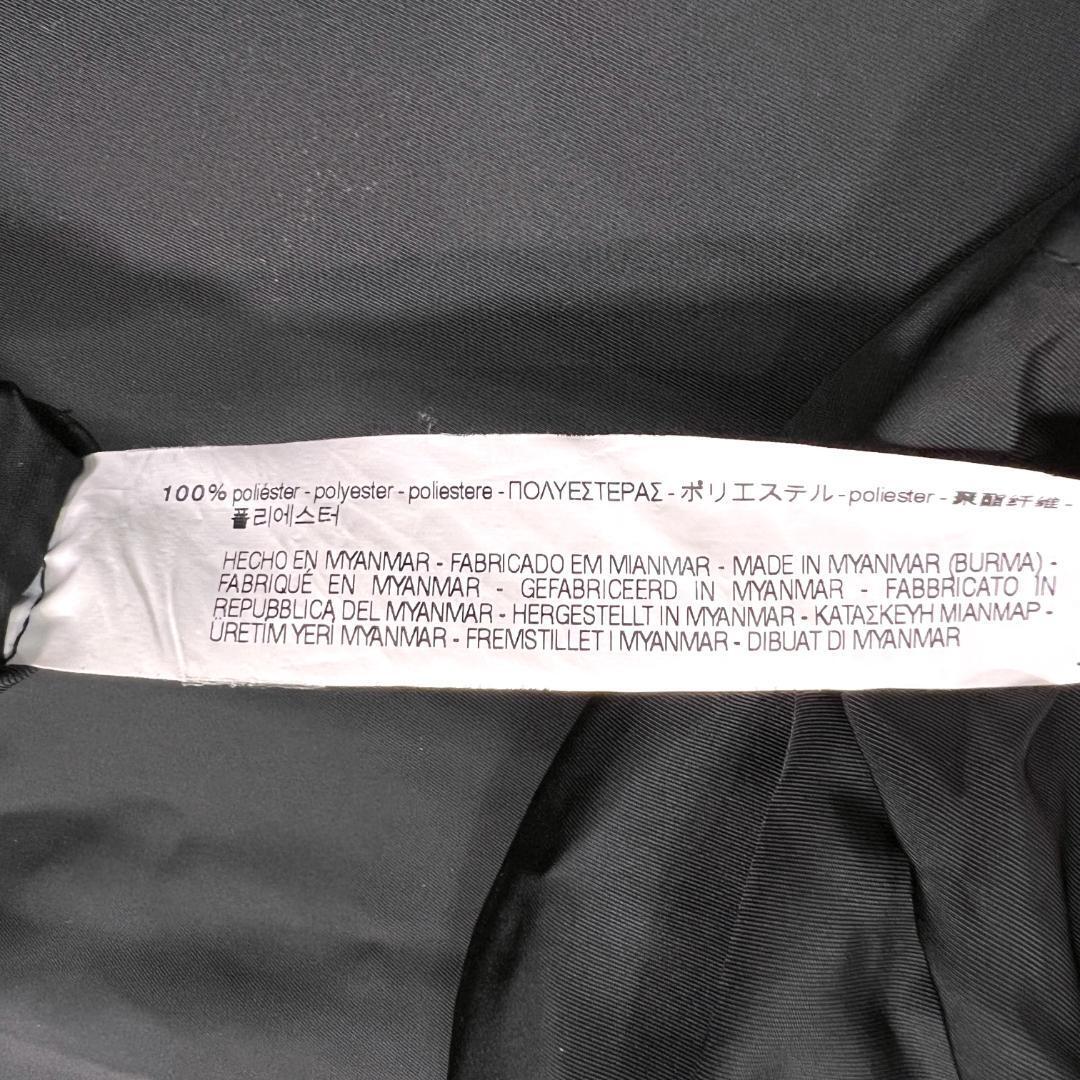 100% poliéster - polyester - poliestere - ΠΟΛΥΕΣΤΕΡΑΣ - ポリエステル - poliester - 聚酯纤维 -
폴리에스터
HECHO EN MYANMAR - FABRICADO EM MIANMAR - MADE IN MYANMAR (BURMA) -
FABRIQUÉ EN MYANMAR - GEFABRICEERD IN MYANMAR - FABBRICATO IN
REPUBBLICA DEL MYANMAR - HERGESTELLT IN MYANMAR - ΚΑΤΑΣΚΕΥΗ ΜΙΑΝΜΑΡ -
ÜRETIM YERI MYANMAR - FREMSTILLET I MYANMAR - DIBUAT DI MYANMAR